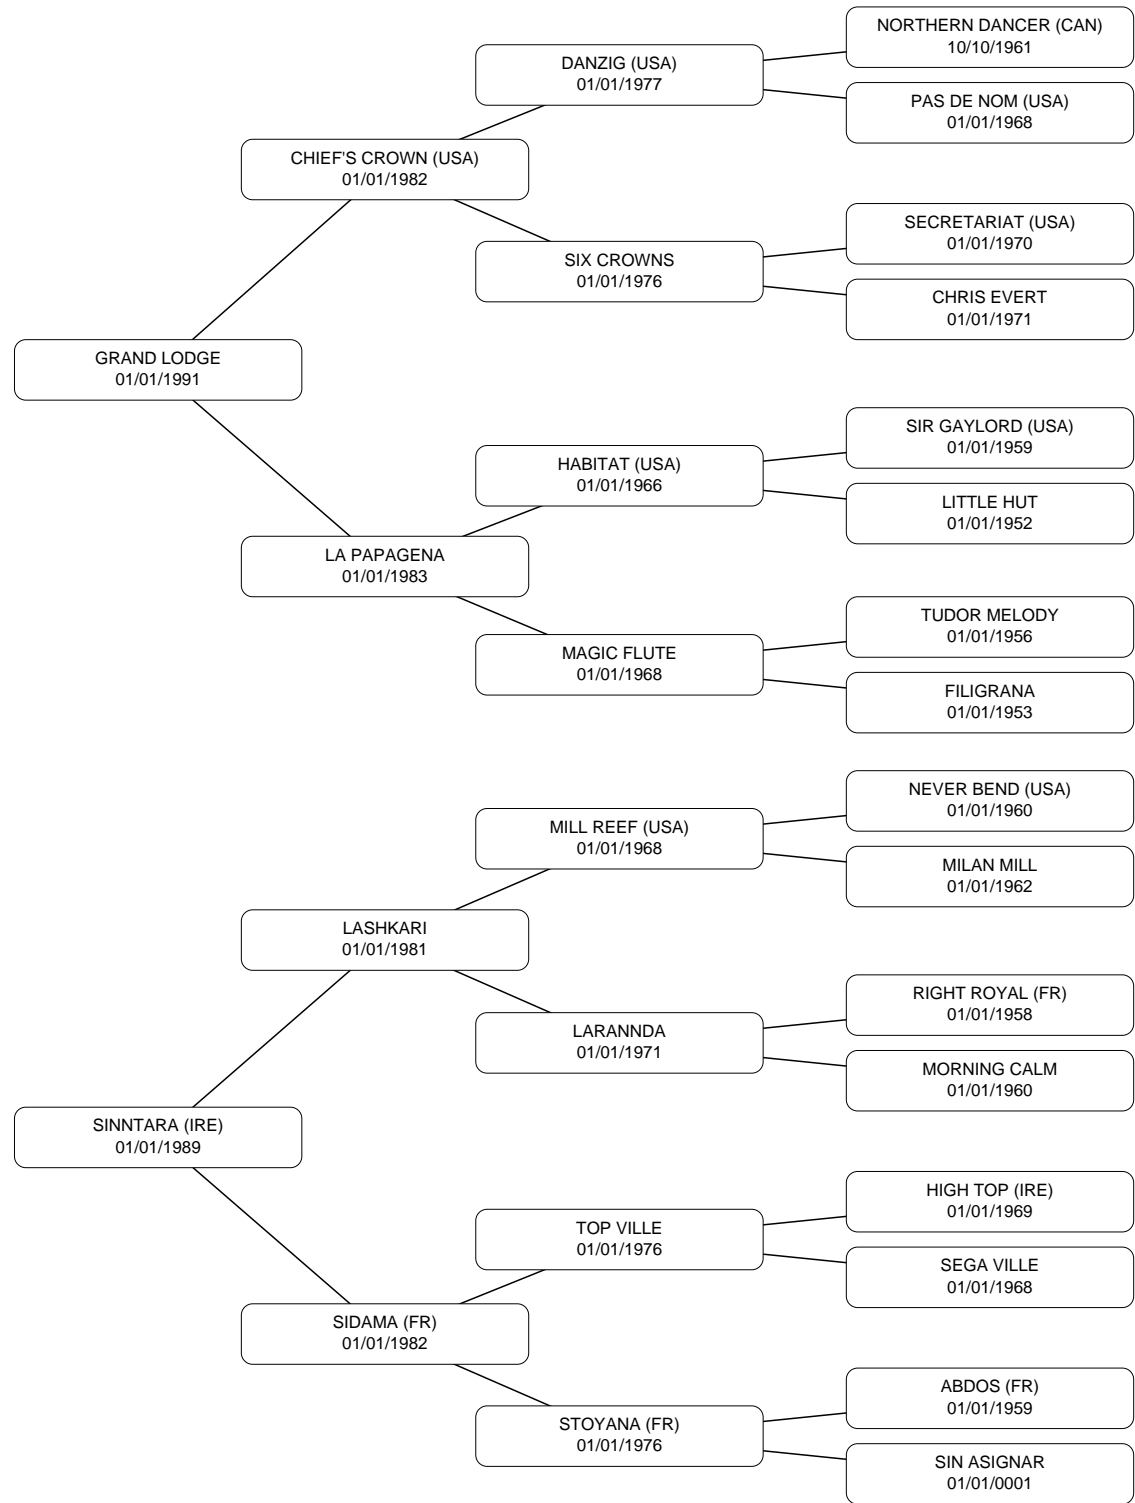 NORTHERN DANCER (CAN)
10/10/1961
DANZIG (USA)
01/01/1977
PAS DE NOM (USA)
01/01/1968
CHIEF'S CROWN (USA)
01/01/1982
SECRETARIAT (USA)
01/01/1970
SIX CROWNS
01/01/1976
CHRIS EVERT
01/01/1971
GRAND LODGE
01/01/1991
SIR GAYLORD (USA)
01/01/1959
HABITAT (USA)
01/01/1966
LITTLE HUT
01/01/1952
LA PAPAGENA
01/01/1983
TUDOR MELODY
01/01/1956
MAGIC FLUTE
01/01/1968
FILIGRANA
01/01/1953
NEVER BEND (USA)
01/01/1960
MILL REEF (USA)
01/01/1968
MILAN MILL
01/01/1962
LASHKARI
01/01/1981
RIGHT ROYAL (FR)
01/01/1958
LARANNDA
01/01/1971
MORNING CALM
01/01/1960
SINNTARA (IRE)
01/01/1989
HIGH TOP (IRE)
01/01/1969
TOP VILLE
01/01/1976
SEGA VILLE
01/01/1968
SIDAMA (FR)
01/01/1982
ABDOS (FR)
01/01/1959
STOYANA (FR)
01/01/1976
SIN ASIGNAR
01/01/0001